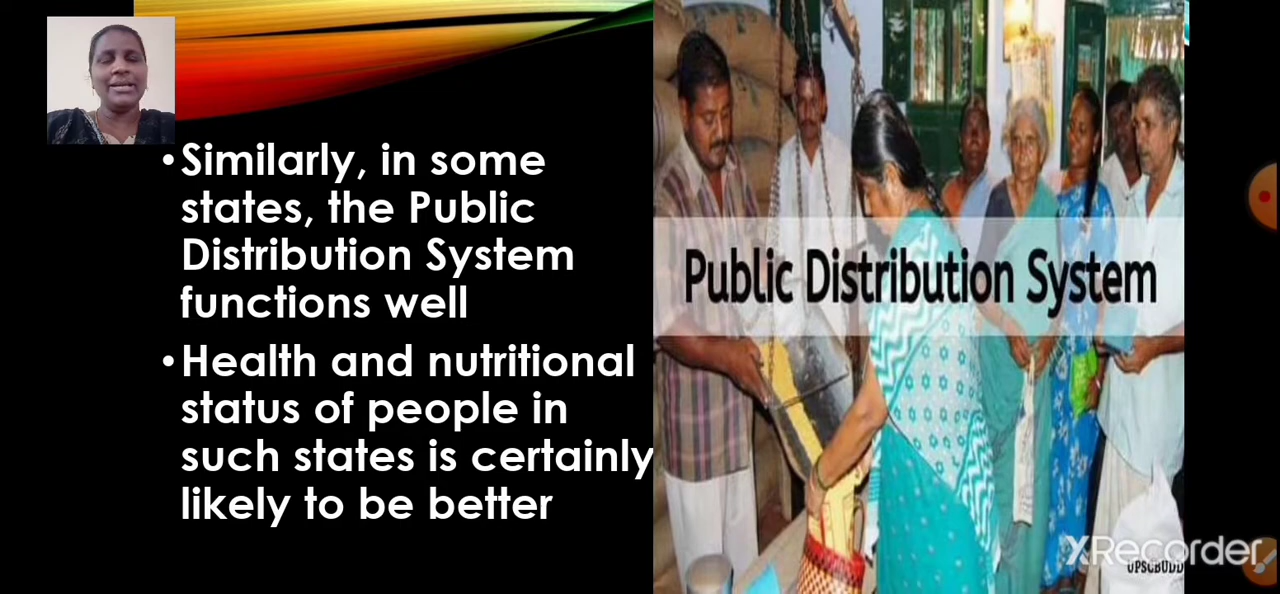 •Similarly, in some
states, the Public
Distribution System
functions well
•Health and nutritional
status of people in
such states is certainly
likely to be better
Public Distribution System
XRecorder